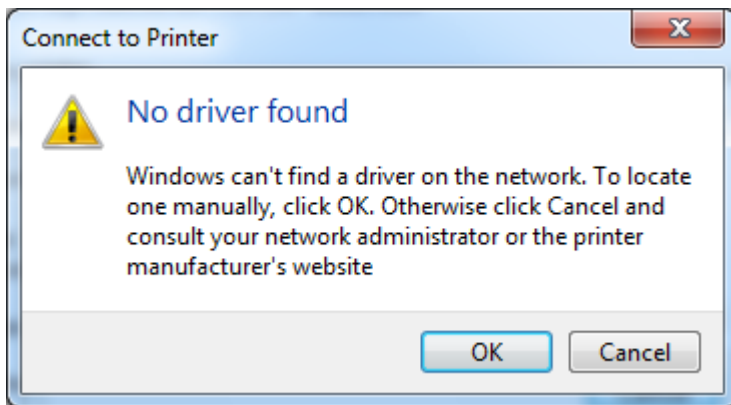 Connect to Printer
No driver found
Windows can't find a driver on the network. To locate
one manually, click OK. Otherwise click Cancel and
consult your network administrator or the printer
manufacturer's website
OK
Cancel